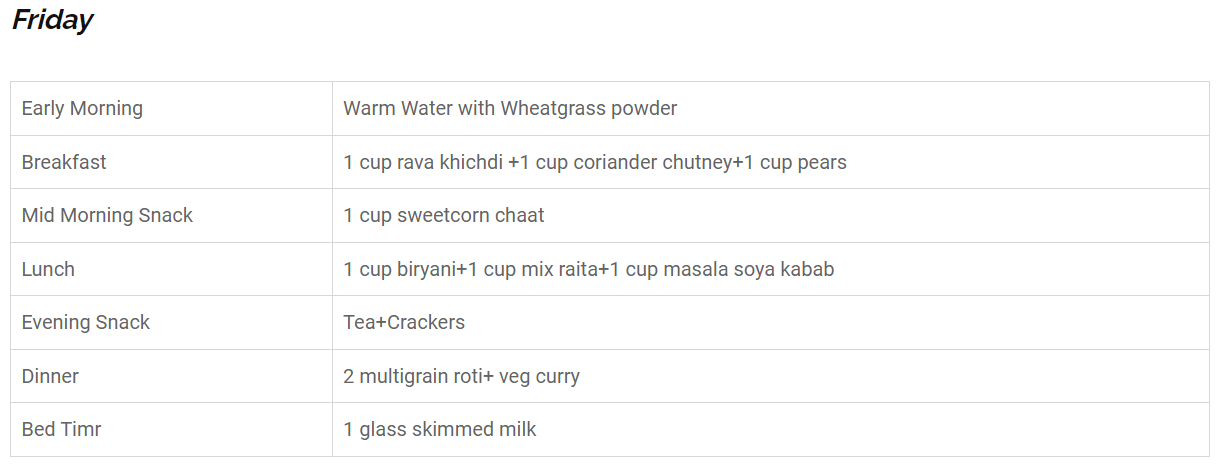 Friday
Early Morning Warm Water with Wheatgrass powder
Breakfast 1 cup rava khichdi +1 cup coriander chutney+1 cup pears
Mid Morning Snack 1 cup sweetcorn chaat
Lunch 1 cup biryani+1 cup mix raita+1 cup masala soya kabab
Evening Snack Tea+Crackers
Dinner 2 multigrain roti+ veg curry
Bed Timr 1 glass skimmed milk